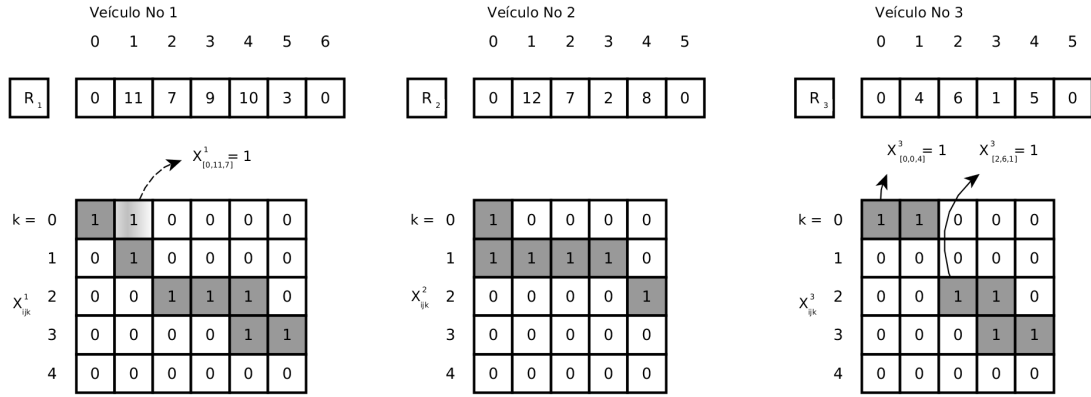 Veículo No 1 Veículo No 2 Veículo No 3
0 1 2 3 4 5 6 0 1 2 3 4 5 0 1 2 3 4 5
R1 0 11 7 9 10 3 0 R2 0 12 7 2 8 0 R3 0 4 6 1 5 0
X1[0,11,7]= 1 X3[0,0,4]= 1 X3[2,6,1]= 1
k = 0 1 1 0 0 0 0 k = 0 1 0 0 0 0 k = 0 1 1 0 0 0
1 0 1 0 0 0 0 1 1 1 1 1 0 1 0 0 0 0 0
X1ijk 2 0 0 1 1 1 0 X2ijk 2 0 0 0 0 1 X3ijk 2 0 0 1 1 0
3 0 0 0 0 1 1 3 0 0 0 0 0 3 0 0 0 1 1
4 0 0 0 0 0 0 4 0 0 0 0 0 4 0 0 0 0 0